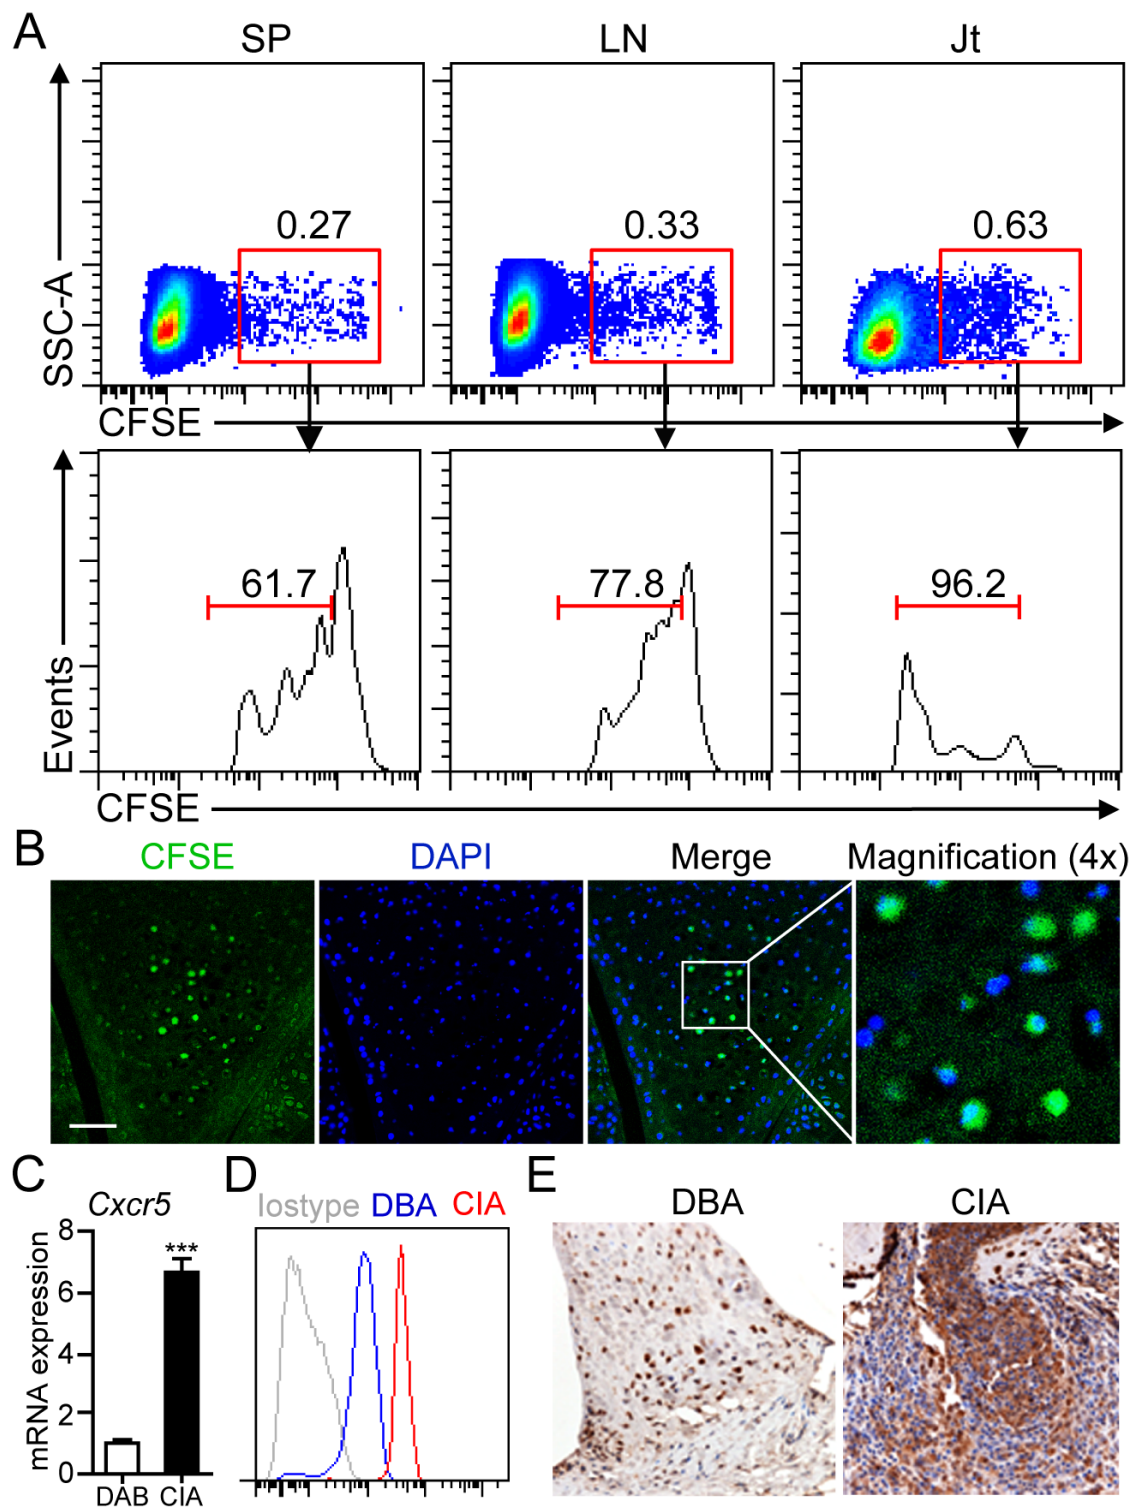 A
SP
LN
Jt
0.27
0.33
0.63
SSC-A
CFSE
61.7
77.8
96.2
Events
CFSE
B
CFSE
DAPI
Merge
Magnification (4x)
C
Cxcr5
mRNA expression
8
6
4
2
0
***
DAB
CIA
D
Iostype
DBA
CIA
E
DBA
CIA